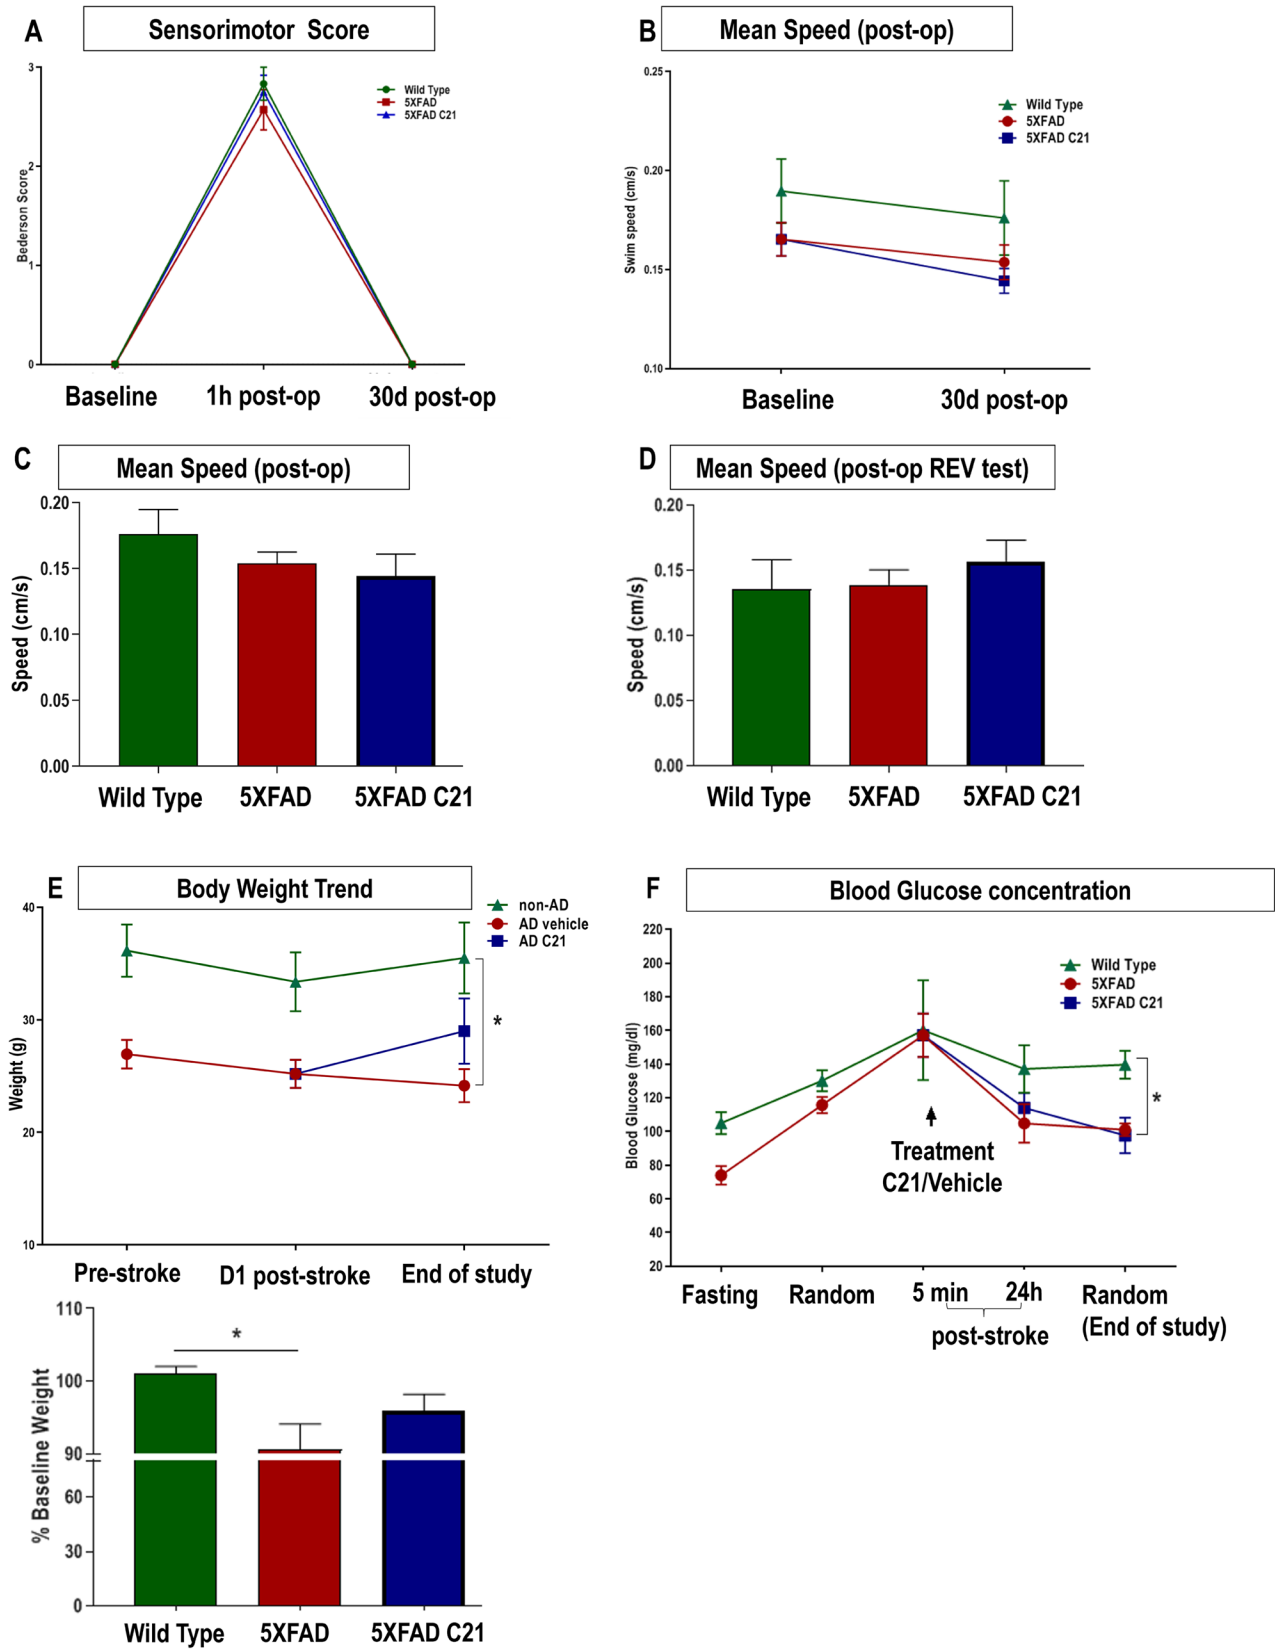 A
Sensorimotor Score
3
2
1
0
Bederson Score
Wild Type
5XFAD
5XFAD C21
Baseline
1h post-op
30d post-op
B
Mean Speed (post-op)
0.25
0.20
0.15
0.10
Swim speed (cm/s)
Wild Type
5XFAD
5XFAD C21
Baseline
30d post-op
C
Mean Speed (post-op)
0.20
0.15
0.10
0.05
0.00
Speed (cm/s)
Wild Type
5XFAD
5XFAD C21
D
Mean Speed (post-op REV test)
0.20
0.15
0.10
0.05
0.00
Speed (cm/s)
Wild Type
5XFAD
5XFAD C21
E
Body Weight Trend
40
30
20
10
Weight (g)
non-AD
AD vehicle
AD C21
*
Pre-stroke
D1 post-stroke
End of study
110
100
90
60
30
0
% Baseline Weight
*
Wild Type
5XFAD
5XFAD C21
F
Blood Glucose concentration
220
200
180
160
140
120
100
80
60
40
20
Blood Glucose (mg/dl)
Wild Type
5XFAD
5XFAD C21
*
Treatment
C21/Vehicle
Fasting
Random
5 min
24h
post-stroke
Random
(End of study)